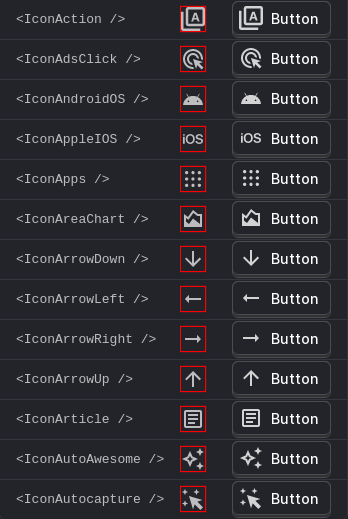 <IconAction /> A Button
<IconAdsClick /> Button
<IconAndroidOS /> Button
<IconAppleIOS /> iOS iOS Button
<IconApps /> Button
<IconAreaChart /> Button
<IconArrowDown /> Button
<IconArrowLeft /> Button
<IconArrowRight /> Button
<IconArrowUp /> Button
<IconArticle /> Button
<IconAutoAwesome /> Button
<IconAutocapture /> Button